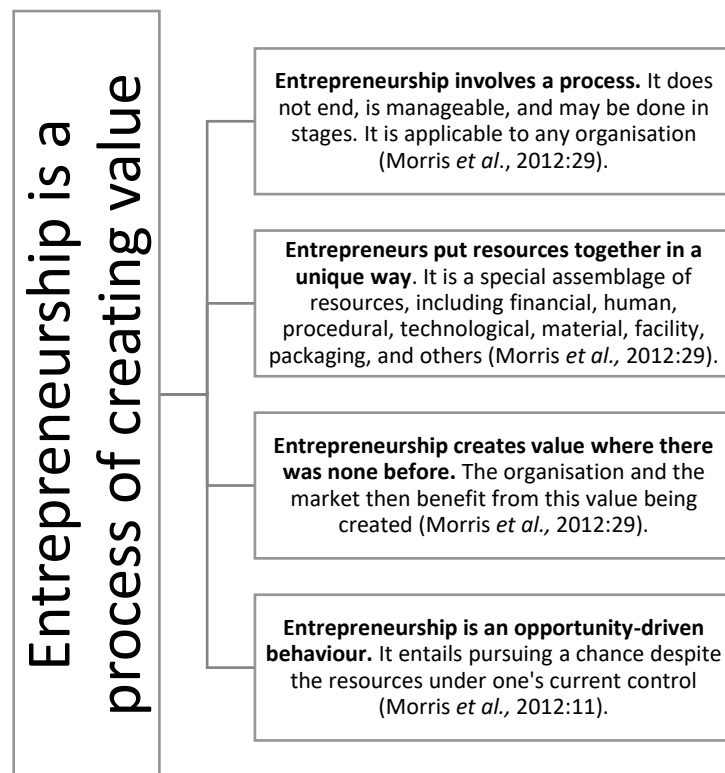 Entrepreneurship is a
process of creating value
Entrepreneurship involves a process. It does
not end, is manageable, and may be done in
stages. It is applicable to any organisation
(Morris et al., 2012:29).
Entrepreneurs put resources together in a
unique way. It is a special assemblage of
resources, including financial, human,
procedural, technological, material, facility,
packaging, and others (Morris et al., 2012:29).
Entrepreneurship creates value where there
was none before. The organisation and the
market then benefit from this value being
created (Morris et al., 2012:29).
Entrepreneurship is an opportunity-driven
behaviour. It entails pursuing a chance despite
the resources under one's current control
(Morris et al., 2012:11).